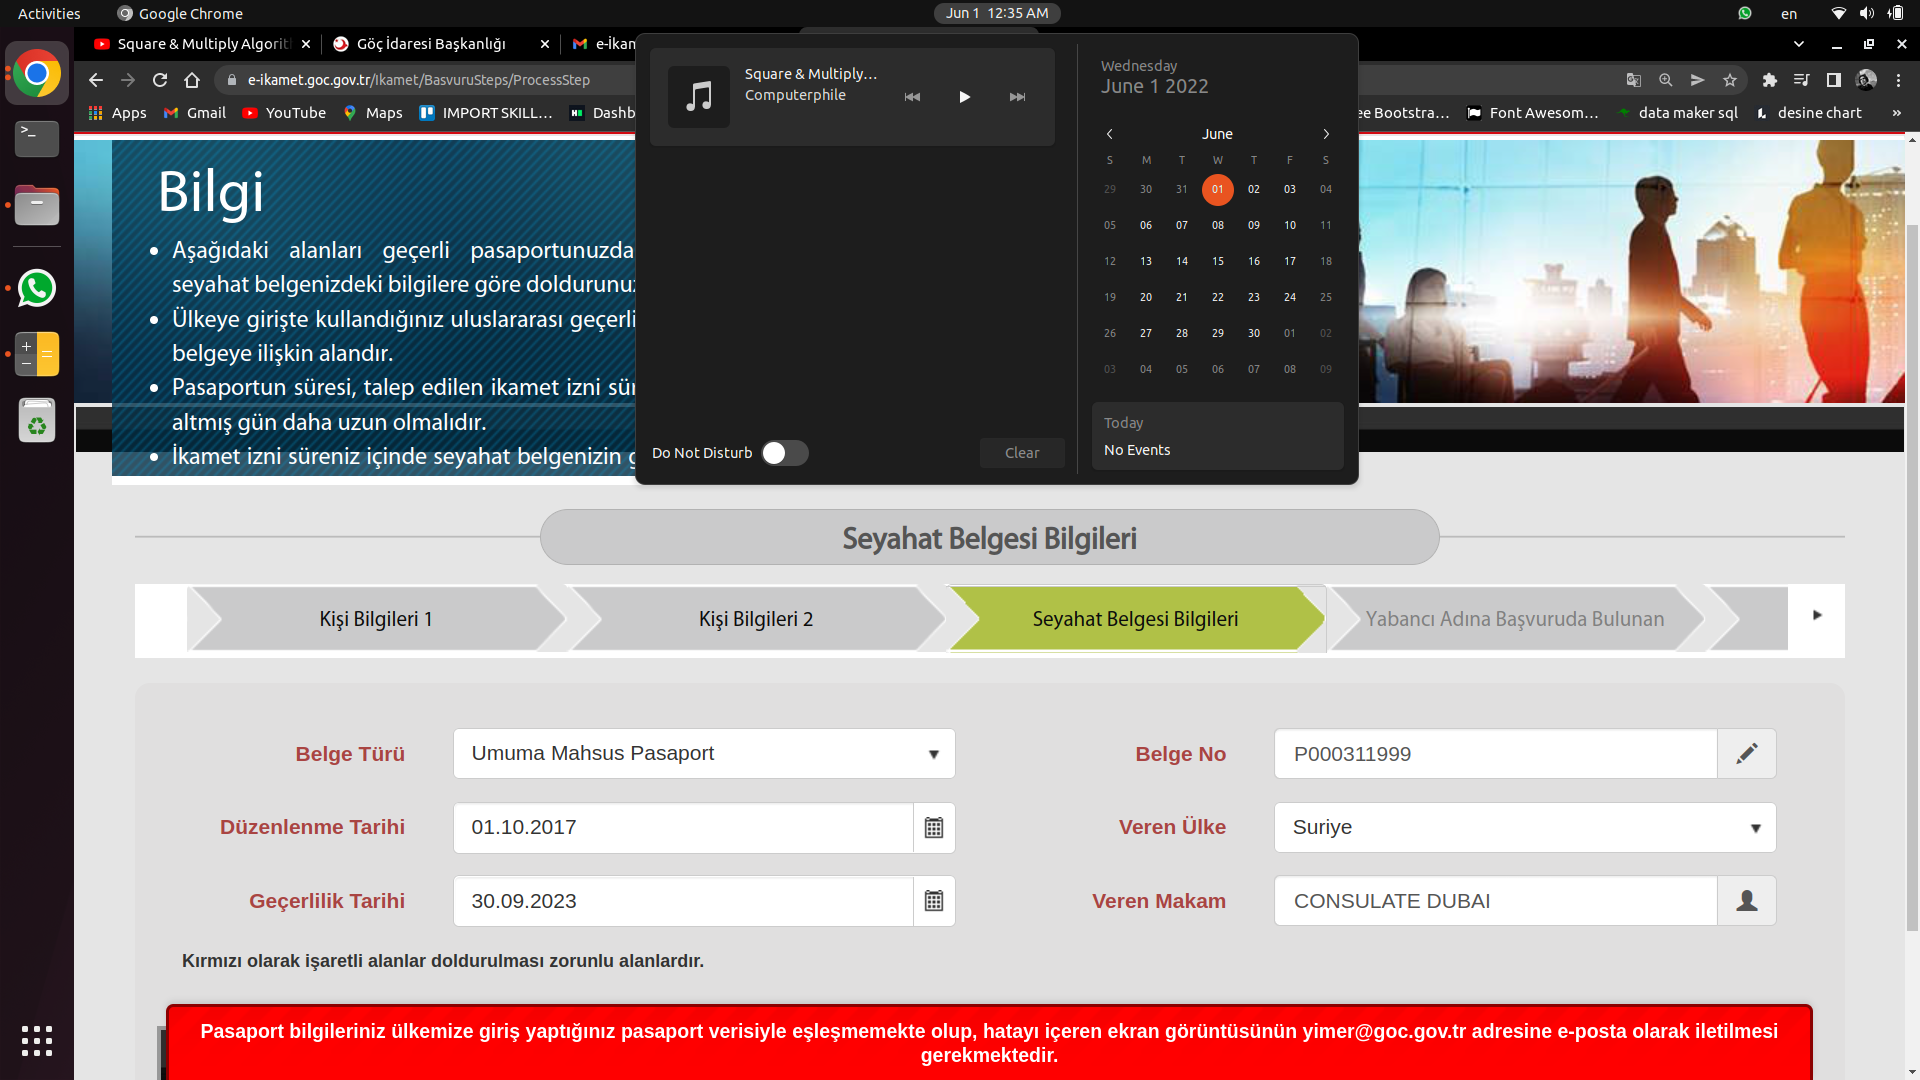 Activities
Google Chrome
Jun 1 12:35 AM
en
Square & Multiply Algorit
Göç İdaresi Başkanlığı
e-İkam
e-ikamet.goc.gov.tr/Ikamet/BasvuruSteps/ProcessStep
Apps
Gmail
YouTube
Maps
IMPORT SKILL...
Dashb
ee Bootstra...
Font Awesom...
data maker sql
desine chart
»
Square & Multiply...
Computerphile
Do Not Disturb
Clear
Wednesday
June 1 2022
June
S M T W T F S
29 30 31 01 02 03 04
05 06 07 08 09 10 11
12 13 14 15 16 17 18
19 20 21 22 23 24 25
26 27 28 29 30 01 02
03 04 05 06 07 08 09
Today
No Events
Bilgi
• Aşağıdaki alanları geçerli pasaportunuzda
seyahat belgenizdeki bilgilere göre doldurunu
• Ülkeye girişte kullandığınız uluslararası geçerli
belgeye ilişkin alandır.
• Pasaportun süresi, talep edilen ikamet izni sür
altmış gün daha uzun olmalıdır.
• İkamet izni süreniz içinde seyahat belgenizin g
Seyahat Belgesi Bilgileri
Kişi Bilgileri 1
Kişi Bilgileri 2
Seyahat Belgesi Bilgileri
Yabancı Adına Başvuruda Bulunan
Belge Türü
Umuma Mahsus Pasaport
Belge No
P000311999
Düzenlenme Tarihi
01.10.2017
Veren Ülke
Suriye
Geçerlilik Tarihi
30.09.2023
Veren Makam
CONSULATE DUBAI
Kırmızı olarak işaretli alanlar doldurulması zorunlu alanlardır.
Pasaport bilgileriniz ülkemize giriş yaptığınız pasaport verisiyle eşleşmemekte olup, hatayı içeren ekran görüntüsünün yimer@goc.gov.tr adresine e-posta olarak iletilmesi
gerekmektedir.